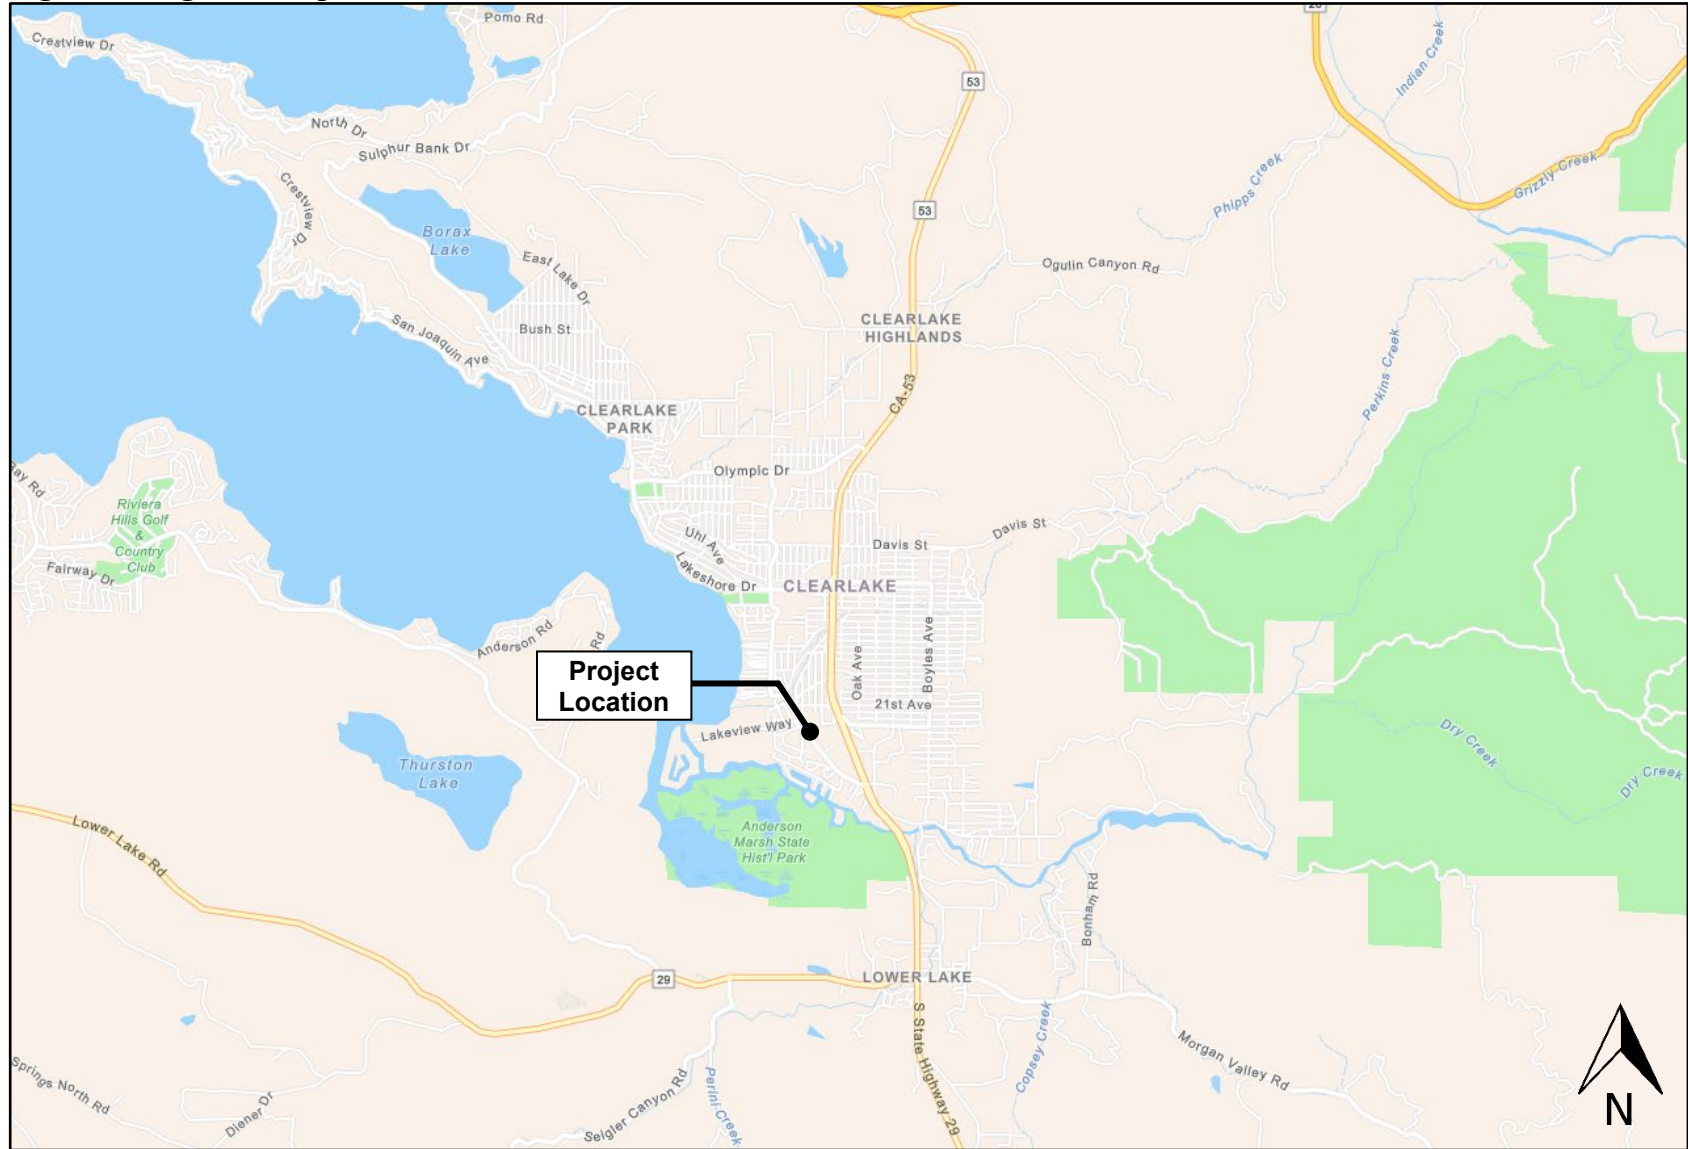 Pomo Rd
Crestview Dr
53
Indian Creek
North Dr
Sulphur Bank Dr
Grizzly Creek
Phipps Creek
Crestview Dr
53
Borax
Lake
East Lake Dr
Ogulin Canyon Rd
CLEARLAKE
HIGHLANDS
Bush St
San Joaquin Ave
Perkins Creek
CA-53
CLEARLAKE
PARK
Olympic Dr
Riviera
Hills Golf
&
Country
Club
Fairway Dr
Uhl Ave
Davis St
Davis St
Lakeshore Dr
CLEARLAKE
Anderson Rd
Rd
Boyles Ave
Oak Ave
Project
Location
21st Ave
Lakeview Way
Dry Creek
Dry Creek
Thurston
Lake
Lower Lake Rd
Anderson
Marsh State
Hist'l Park
Bonham Rd
29
LOWER LAKE
S State Highway 29
Copsey Creek
Morgan Valley Rd
Springs North Rd
Diener Dr
Seigler Canyon Rd
Perini Creek
N